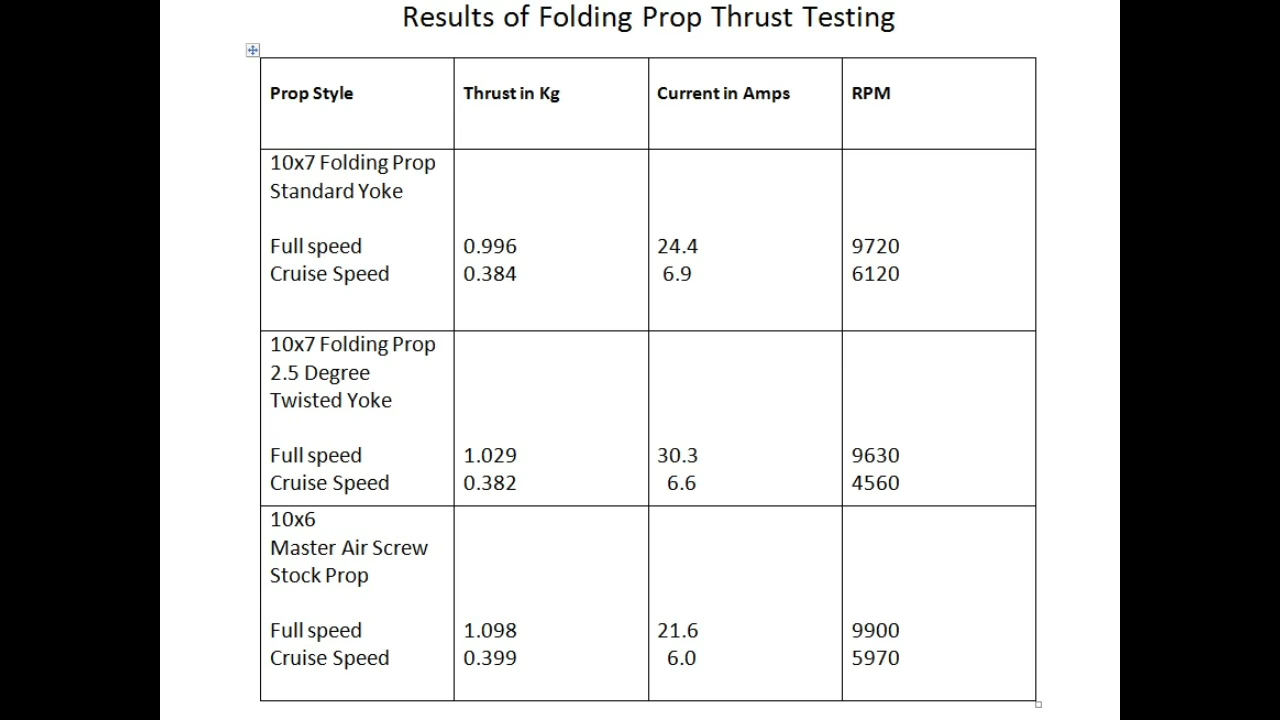 Results of Folding Prop Thrust Testing
Prop Style Thrust in Kg Current in Amps RPM
10x7 Folding Prop
Standard Yoke
Full speed 0.996 24.4 9720
Cruise Speed 0.384 6.9 6120
10x7 Folding Prop
2.5 Degree
Twisted Yoke
Full speed 1.029 30.3 9630
Cruise Speed 0.382 6.6 4560
10x6
Master Air Screw
Stock Prop
Full speed 1.098 21.6 9900
Cruise Speed 0.399 6.0 5970